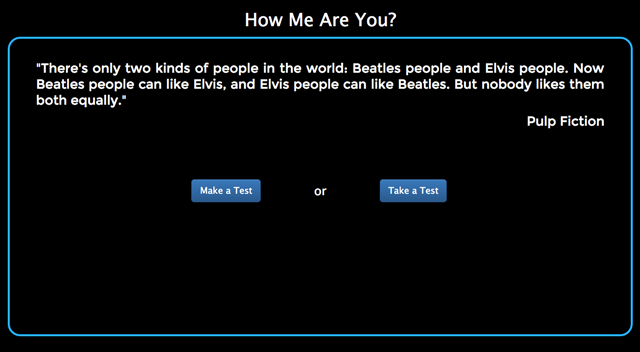 How Me Are You?
"There's only two kinds of people in the world: Beatles people and Elvis people. Now
Beatles people can like Elvis, and Elvis people can like Beatles. But nobody likes them
both equally."
Pulp Fiction
Make a Test or Take a Test